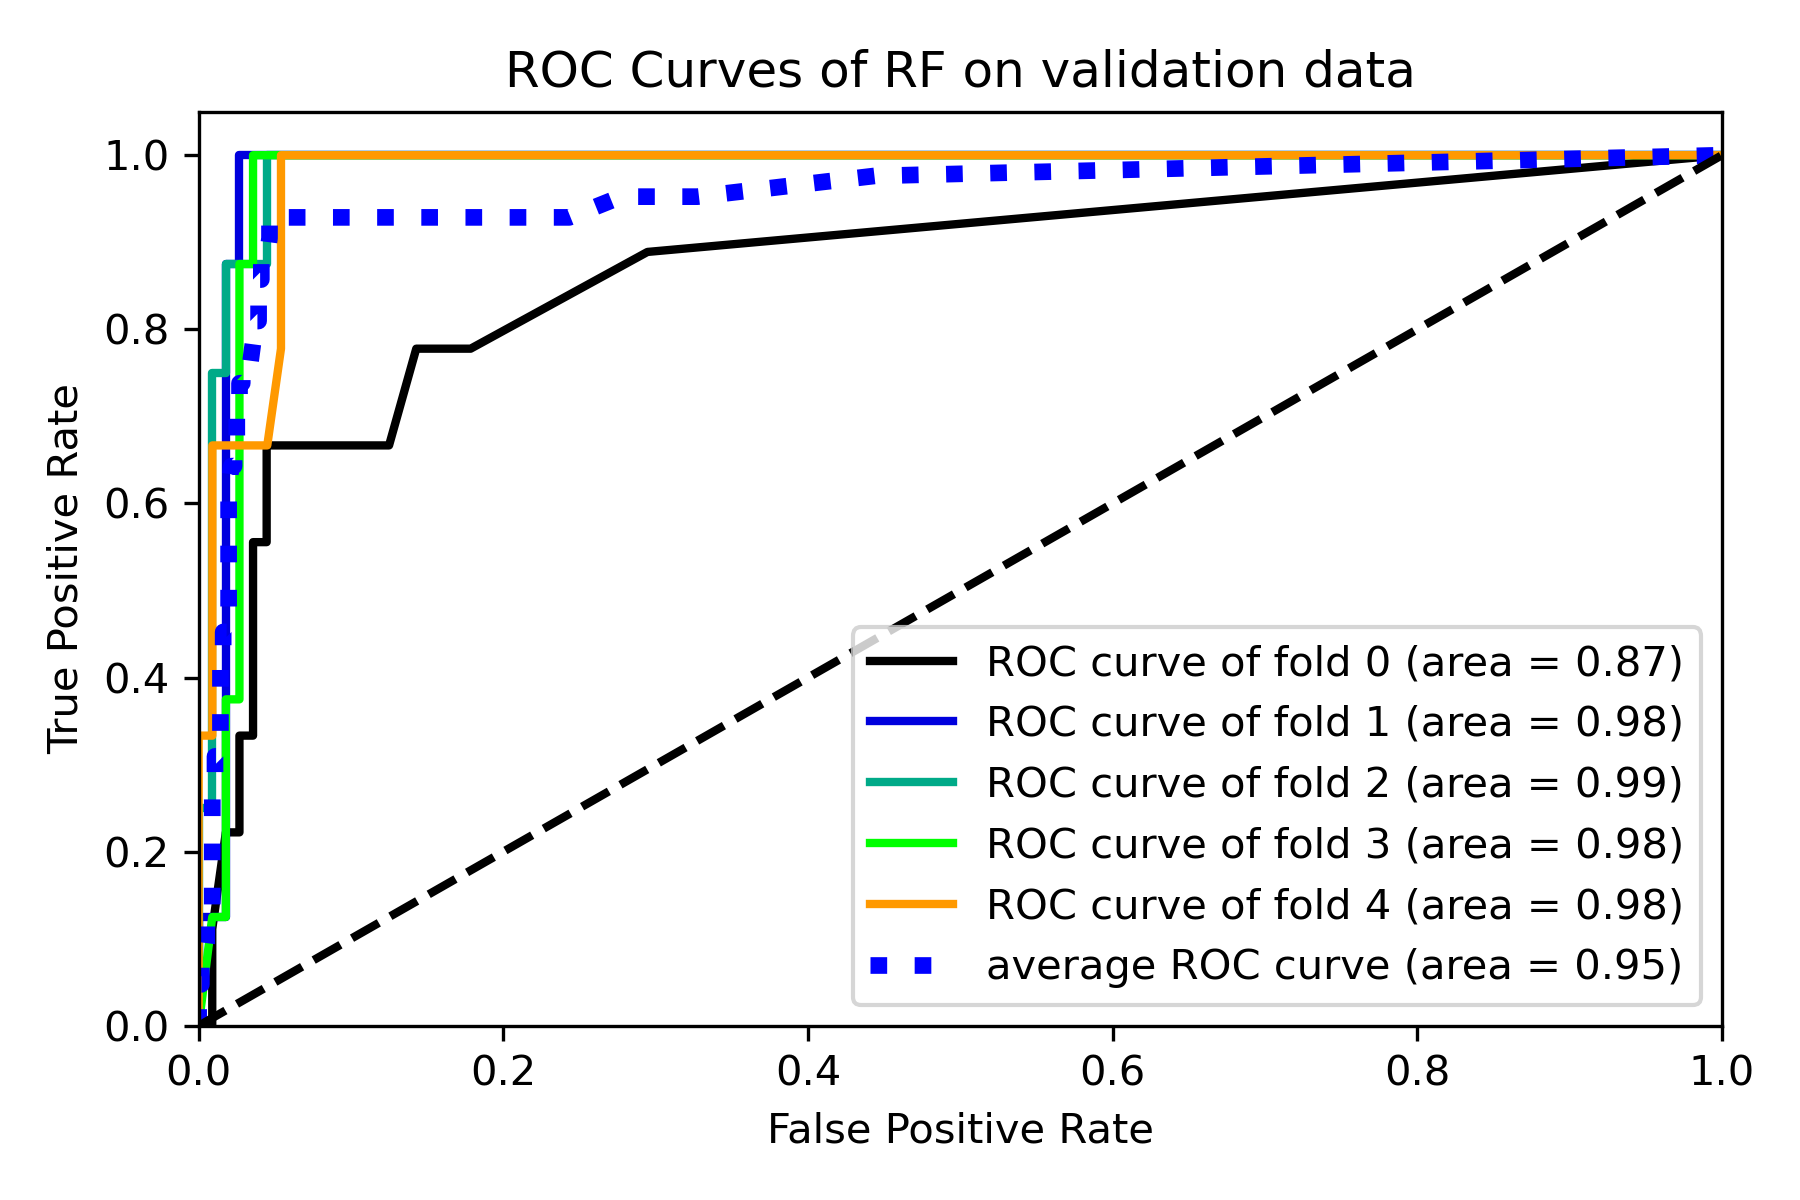 ROC Curves of RF on validation data
True Positive Rate
1.0
0.8
0.6
0.4
0.2
0.0
ROC curve of fold 0 (area = 0.87)
ROC curve of fold 1 (area = 0.98)
ROC curve of fold 2 (area = 0.99)
ROC curve of fold 3 (area = 0.98)
ROC curve of fold 4 (area = 0.98)
average ROC curve (area = 0.95)
0.0 0.2 0.4 0.6 0.8 1.0
False Positive Rate